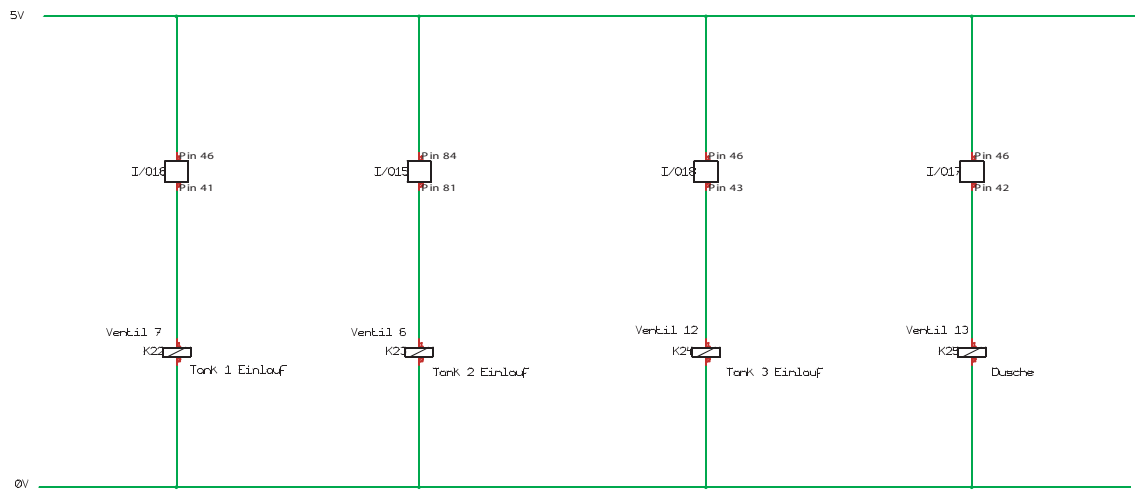 5V
Pin 46
Pin 84
Pin 46
Pin 46
I/O16
I/O15
I/O18
I/O17
Pin 41
Pin 81
Pin 43
Pin 42
Ventil 7
Ventil 6
Ventil 12
Ventil 13
K22
K23
K24
K25
Tank 1 Einlauf
Tank 2 Einlauf
Tank 3 Einlauf
Dusche
0V